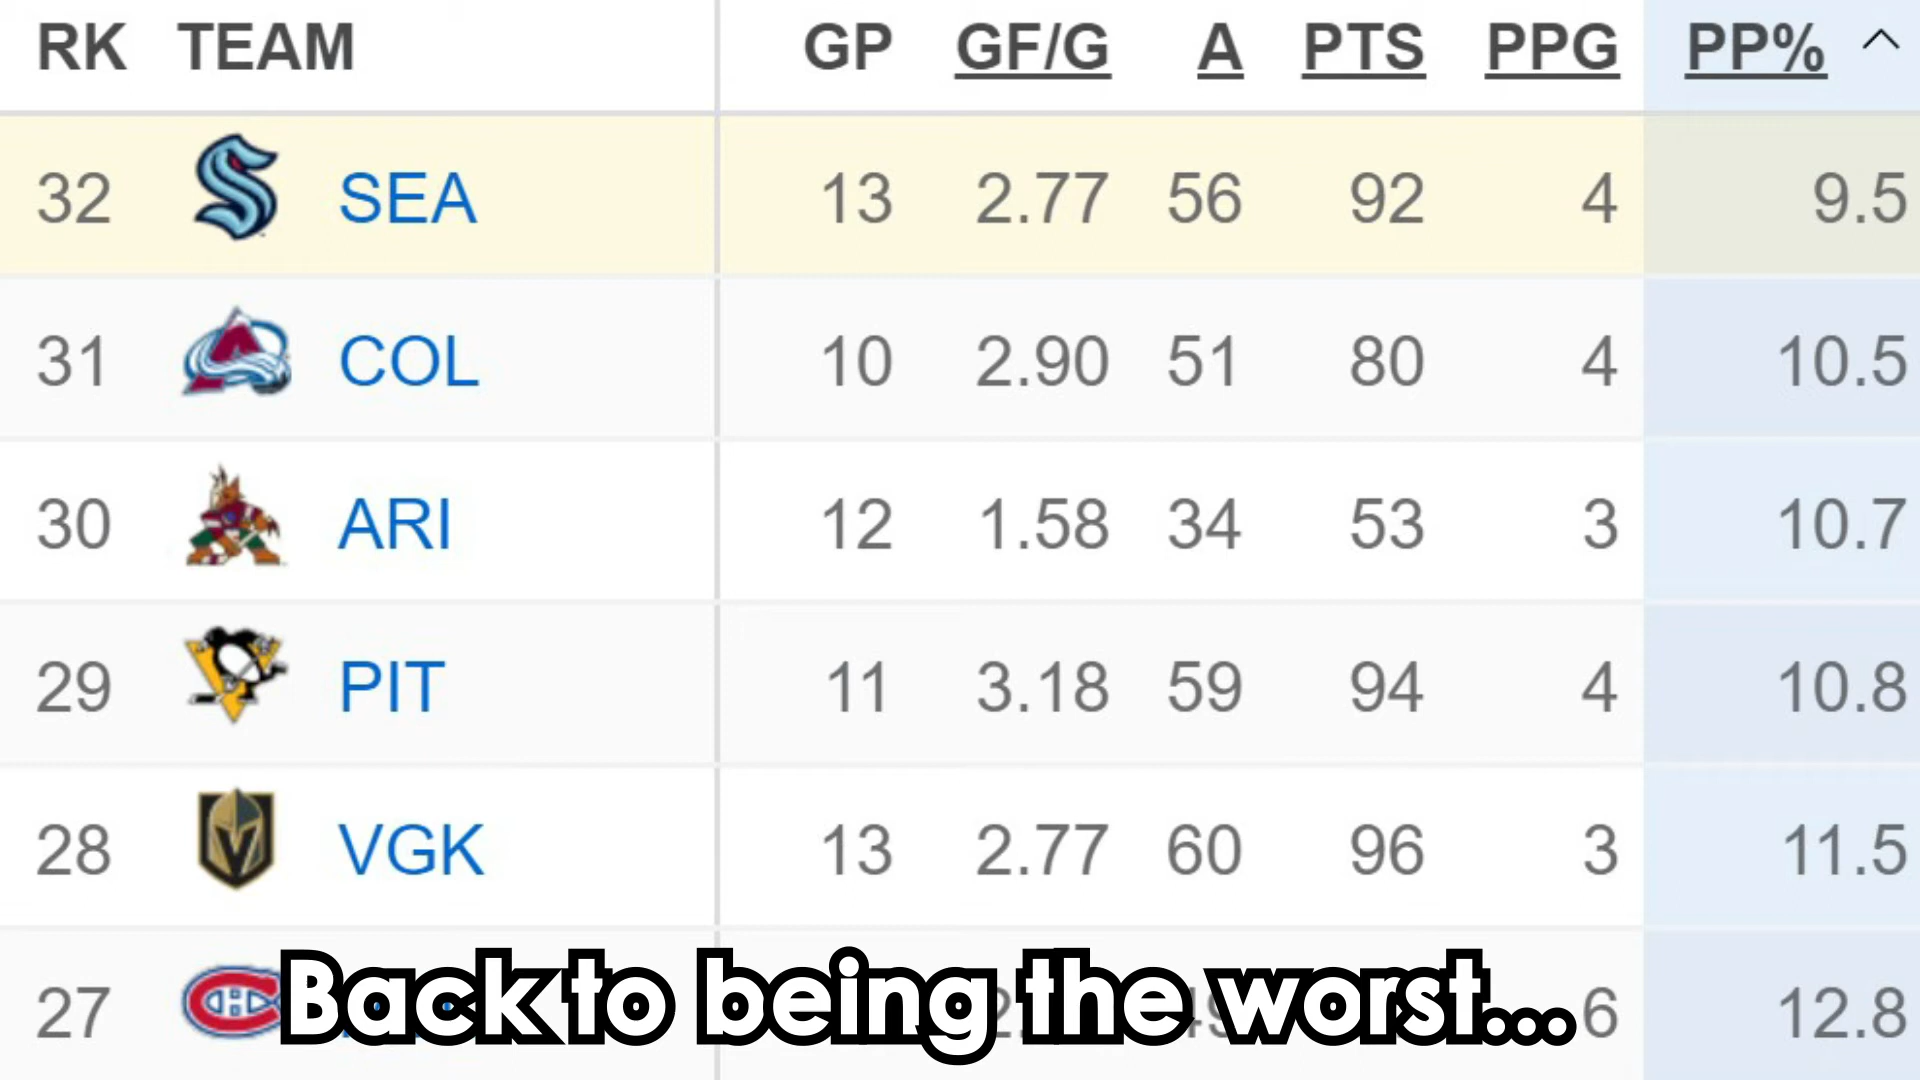 RK TEAM GP GF/G A PTS PPG PP%
32 SEA 13 2.77 56 92 4 9.5
31 COL 10 2.90 51 80 4 10.5
30 ARI 12 1.58 34 53 3 10.7
29 PIT 11 3.18 59 94 4 10.8
28 VGK 13 2.77 60 96 3 11.5
27 6 12.8
Back to being the worst...